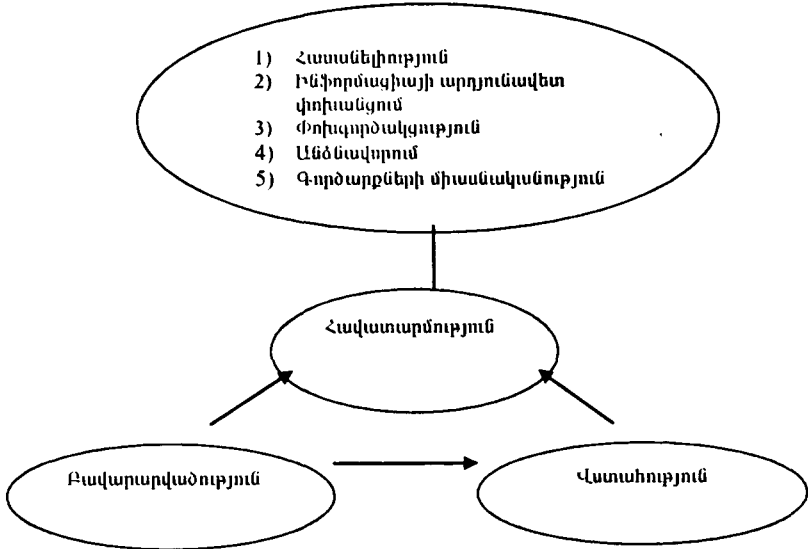 1) Հասանելիություն
2) Ինֆորմացիայի արդյունավետ
փոխանցում
3) Փոխգործակցություն
4) Անձնավորում
5) Գործարքների միասնականություն
Հավատարմություն
Բավարարվածություն
Վստահություն